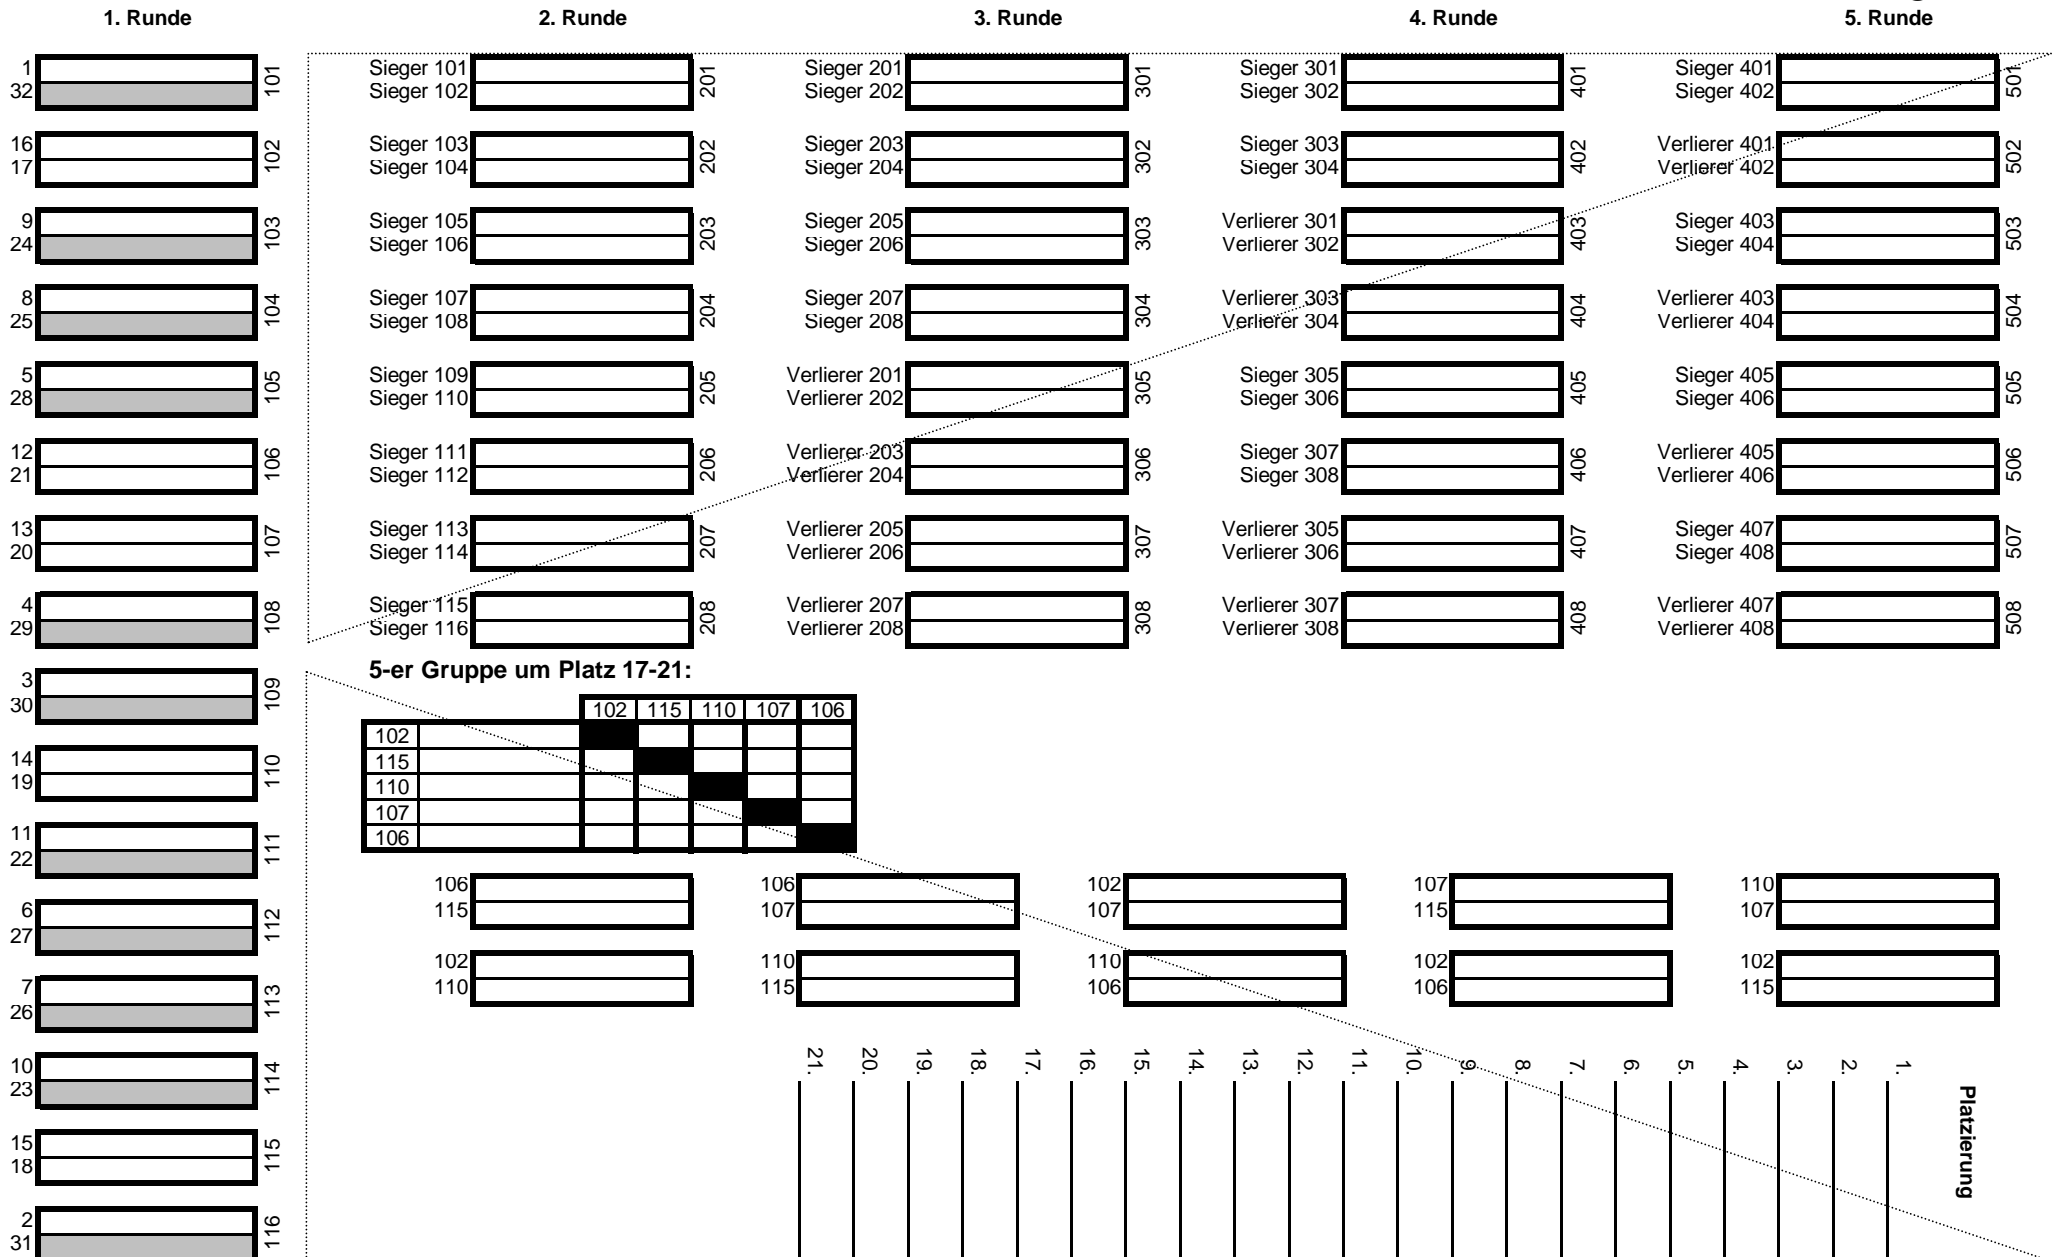 1. Runde 2. Runde 3. Runde 4. Runde 5. Runde
1 101 Sieger 101 201 Sieger 201 301 Sieger 301 401 Sieger 401 501
32 Sieger 102 Sieger 202 Sieger 302 Sieger 402
16 102 Sieger 103 202 Sieger 203 302 Sieger 303 402 Verlierer 401 502
17 Sieger 104 Sieger 204 Sieger 304 Verlierer 402
9 103 Sieger 105 203 Sieger 205 303 Verlierer 301 403 Sieger 403 503
24 Sieger 106 Sieger 206 Verlierer 302 Sieger 404
8 104 Sieger 107 204 Sieger 207 304 Verlierer 303 404 Verlierer 403 504
25 Sieger 108 Sieger 208 Verlierer 304 Verlierer 404
5 105 Sieger 109 205 Verlierer 201 305 Sieger 305 405 Sieger 405 505
28 Sieger 110 Verlierer 202 Sieger 306 Sieger 406
12 106 Sieger 111 206 Verlierer 203 306 Sieger 307 406 Verlierer 405 506
21 Sieger 112 Verlierer 204 Sieger 308 Verlierer 406
13 107 Sieger 113 207 Verlierer 205 307 Verlierer 305 407 Sieger 407 507
20 Sieger 114 Verlierer 206 Verlierer 306 Sieger 408
4 108 Sieger 115 208 Verlierer 207 308 Verlierer 307 408 Verlierer 407 508
29 Sieger 116 Verlierer 208 Verlierer 308 Verlierer 408
5-er Gruppe um Platz 17-21:
3 109
30
102 115 110 107 106
102
14 110
115
19
110
107
11 111
106
22
106 106 102 107 110
6 112
115 107 107 115 107
27
102 110 110 102 102
7 113
110 115 106 106 115
26
21. 20. 19. 18. 17. 16. 15. 14. 13. 12. 11. 10. 9. 8. 7. 6. 5. 4. 3. 2. 1. Platzierung
10 114
23
15 115
18
2 116
31